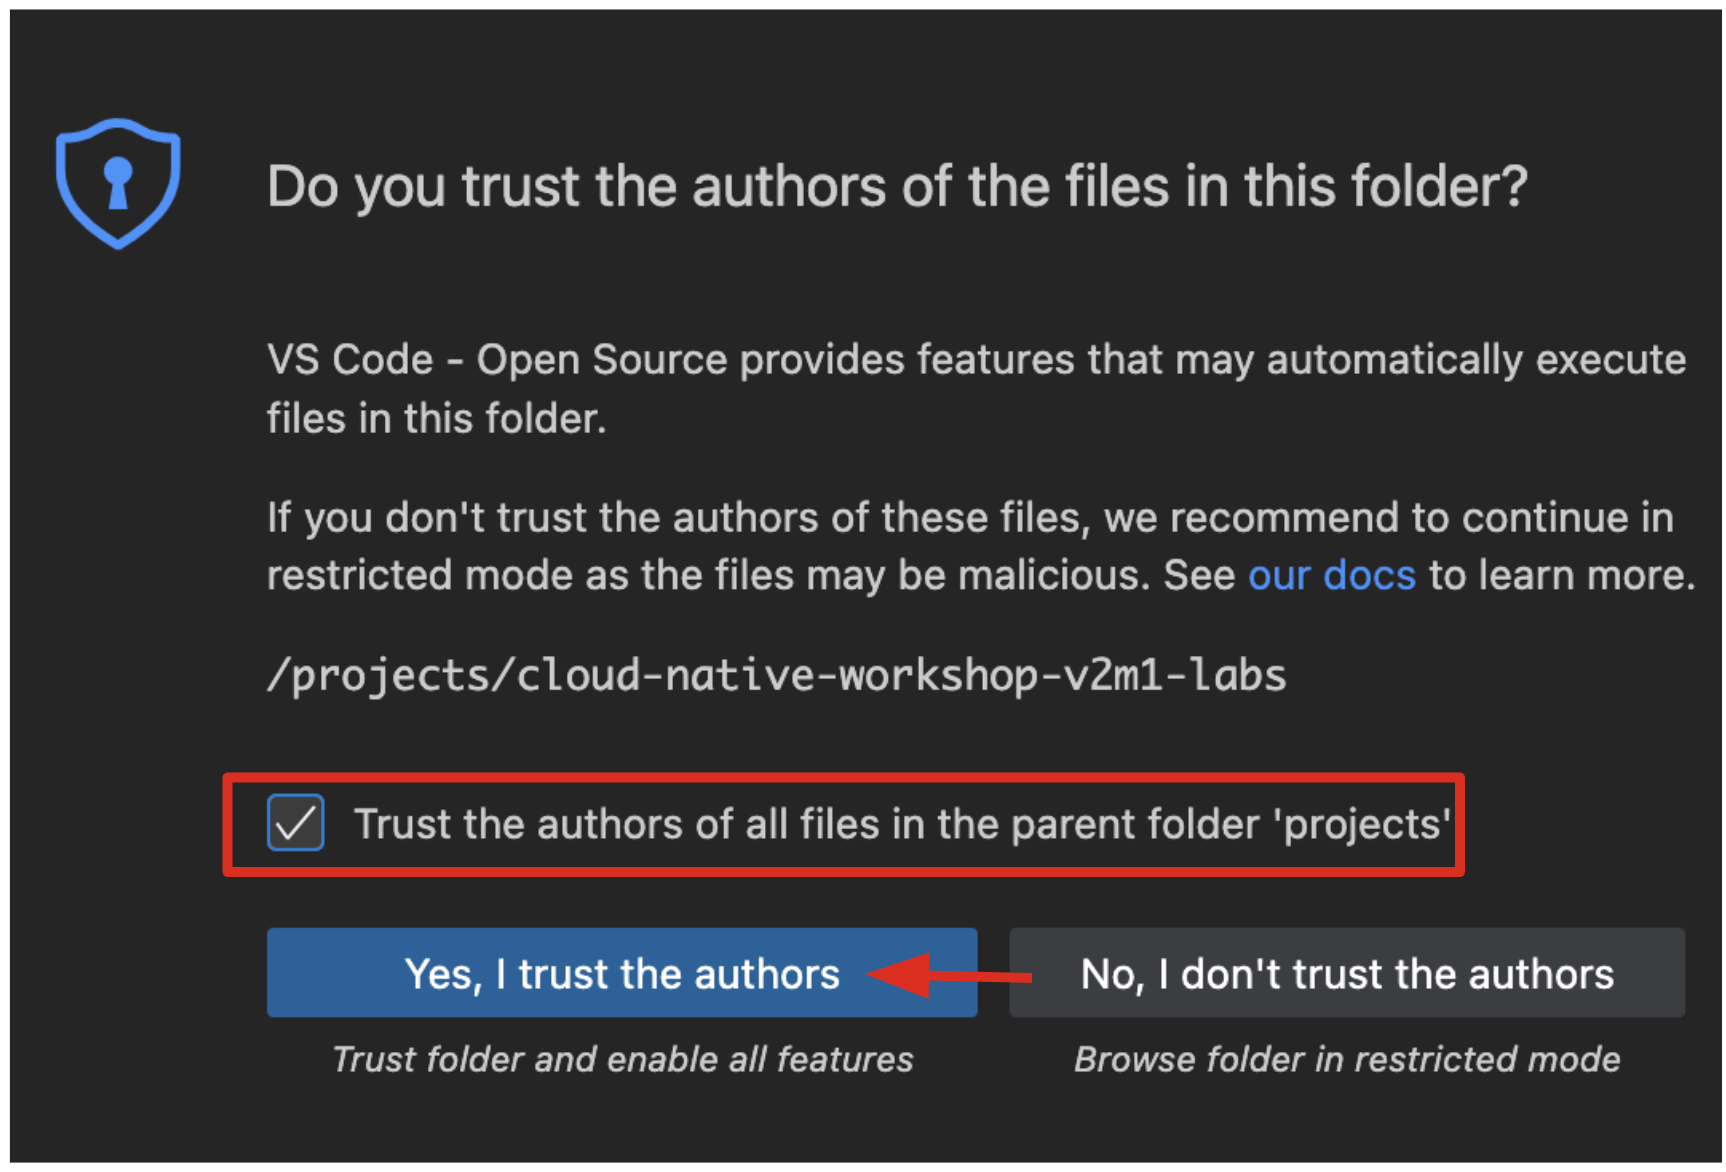 Do you trust the authors of the files in this folder?
VS Code - Open Source provides features that may automatically execute
files in this folder.
If you don't trust the authors of these files, we recommend to continue in
restricted mode as the files may be malicious. See our docs to learn more.
/projects/cloud-native-workshop-v2m1-labs
Trust the authors of all files in the parent folder 'projects'
Yes, I trust the authors
No, I don't trust the authors
Trust folder and enable all features
Browse folder in restricted mode